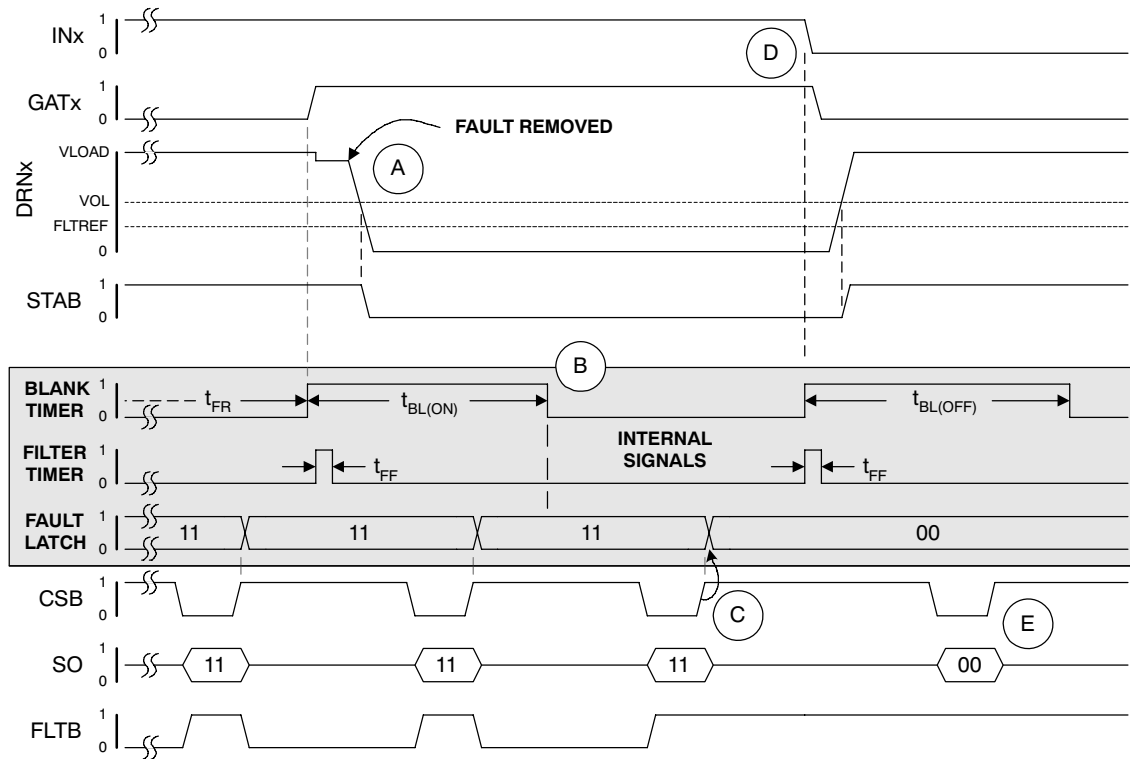 INx 1 0
D
GATx 1 0
FAULT REMOVED
DRNx VLOAD VOL FLTREF 0
A
STAB 1 0
B
BLANK TIMER 1 0 tFR tBL(ON) tBL(OFF)
INTERNAL SIGNALS
FILTER TIMER 1 0 tFF tFF
FAULT LATCH 1 0 11 11 11 00
CSB 1 0
C
E
SO 1 0 11 11 11 00
FLTB 1 0